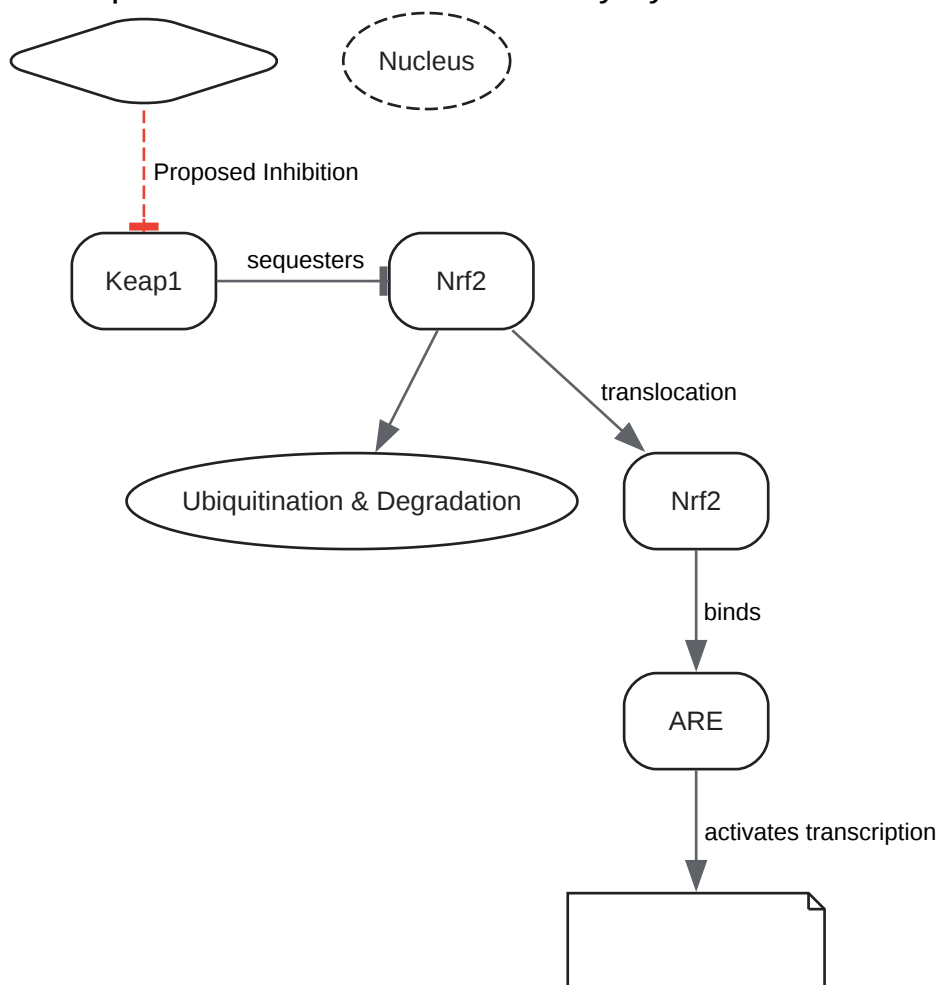 Nucleus
Proposed Inhibition
sequesters
Keap1
Nrf2
translocation
Ubiquitination & Degradation
Nrf2
binds
ARE
activates transcription